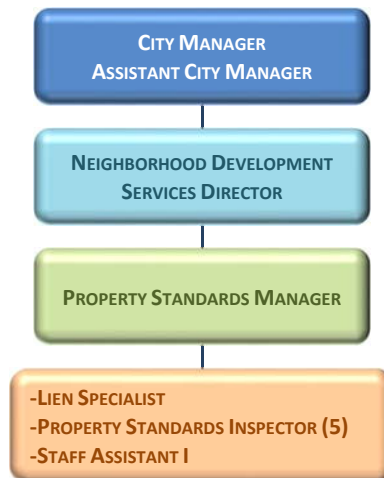 City Manager
Assistant City Manager
Neighborhood Development
Services Director
Property Standards Manager
-Lien Specialist
-Property Standards Inspector (5)
-Staff Assistant I